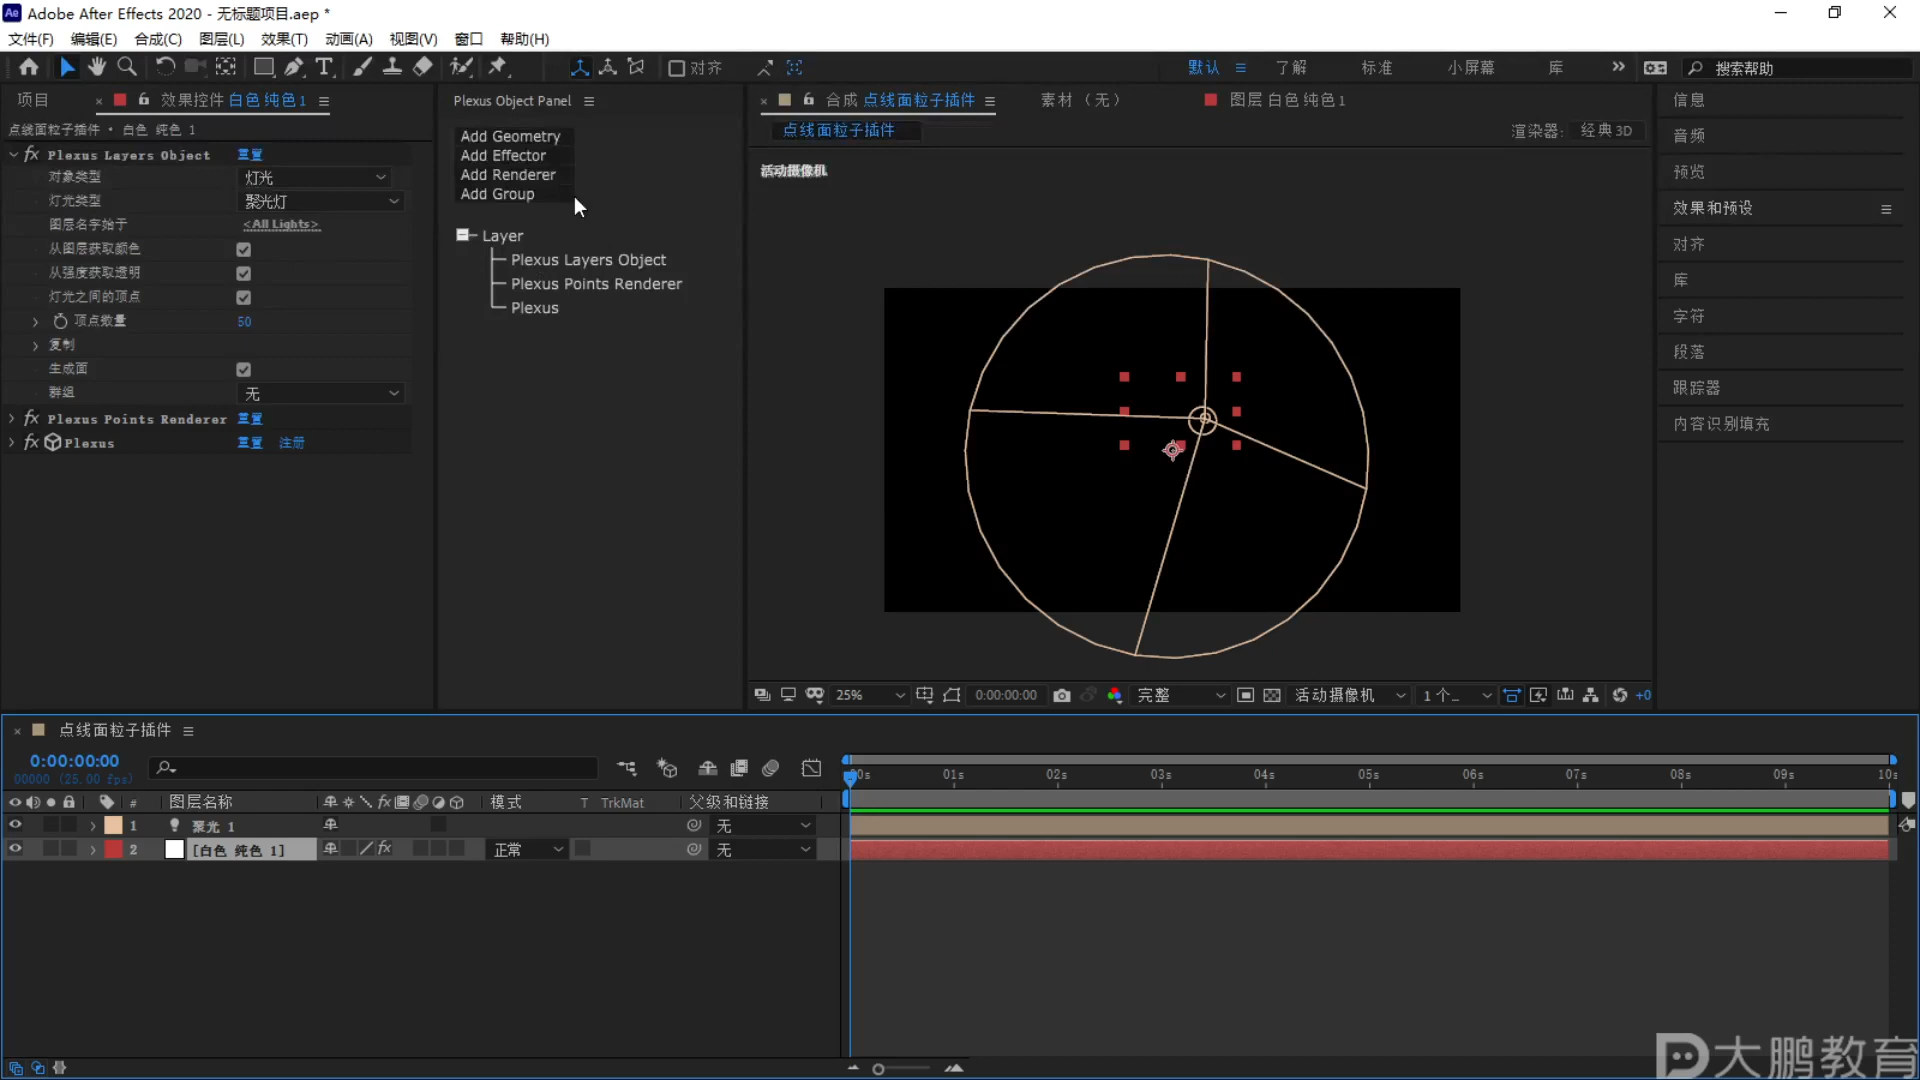 Adobe After Effects 2020 - 无标题项目.aep *
文件(F) 编辑(E) 合成(C) 图层(L) 效果(T) 动画(A) 视图(V) 窗口 帮助(H)
对齐 默认 了解 标准 小屏幕 库 搜索帮助
项目 效果控件 白色 纯色 1
点线面粒子插件 • 白色 纯色 1
fx Plexus Layers Object 重置
对象类型 灯光
灯光类型 聚光灯
图层名字始于 <All Lights>
从图层获取颜色
从强度获取透明
灯光之间的顶点
顶点数量 50
复制
生成面
群组 无
fx Plexus Points Renderer 重置
fx Plexus 重置 注册
Plexus Object Panel
Add Geometry
Add Effector
Add Renderer
Add Group
Layer
Plexus Layers Object
Plexus Points Renderer
Plexus
合成 点线面粒子插件 素材 （无） 图层 白色 纯色 1
点线面粒子插件 渲染器: 经典 3D
活动摄像机
25% 0:00:00:00 完整 活动摄像机 1 个... +0
信息
音频
预览
效果和预设
对齐
库
字符
段落
跟踪器
内容识别填充
点线面粒子插件
0:00:00:00
00000 (25.00 fps)
00s 01s 02s 03s 04s 05s 06s 07s 08s 09s 10s
# 图层名称 fx 模式 T TrkMat 父级和链接
1 聚光 1 无
2 [白色 纯色 1] fx 正常 无
大鹏教育